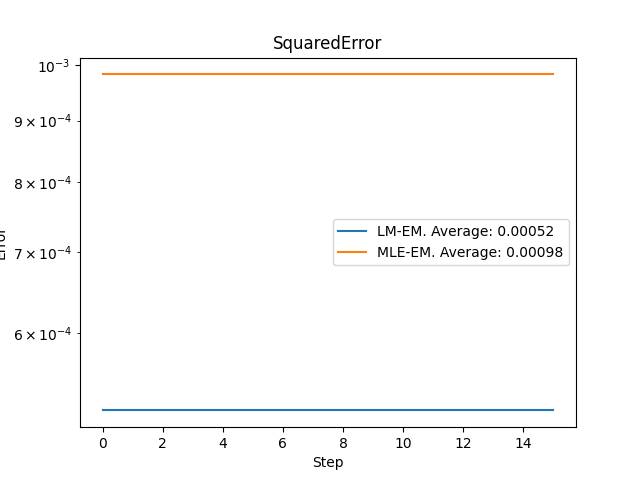 SquaredError
10⁻³
9 × 10⁻⁴
8 × 10⁻⁴
7 × 10⁻⁴
6 × 10⁻⁴
Error
LM-EM. Average: 0.00052
MLE-EM. Average: 0.00098
0 2 4 6 8 10 12 14
Step